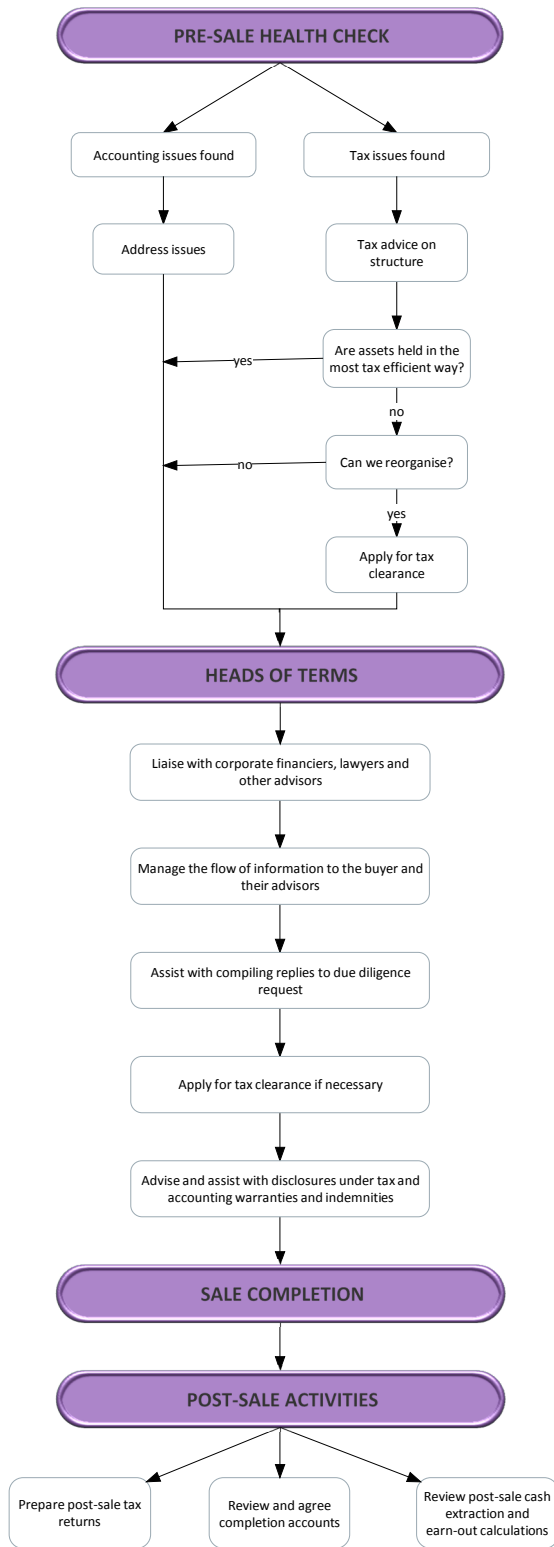 PRE-SALE HEALTH CHECK
Accounting issues found
Tax issues found
Address issues
Tax advice on
structure
Are assets held in the
most tax efficient way?
yes
no
Can we reorganise?
no
yes
Apply for tax
clearance
HEADS OF TERMS
Liaise with corporate financiers, lawyers and
other advisors
Manage the flow of information to the buyer and
their advisors
Assist with compiling replies to due diligence
request
Apply for tax clearance if necessary
Advise and assist with disclosures under tax and
accounting warranties and indemnities
SALE COMPLETION
POST-SALE ACTIVITIES
Prepare post-sale tax
returns
Review and agree
completion accounts
Review post-sale cash
extraction and
earn-out calculations